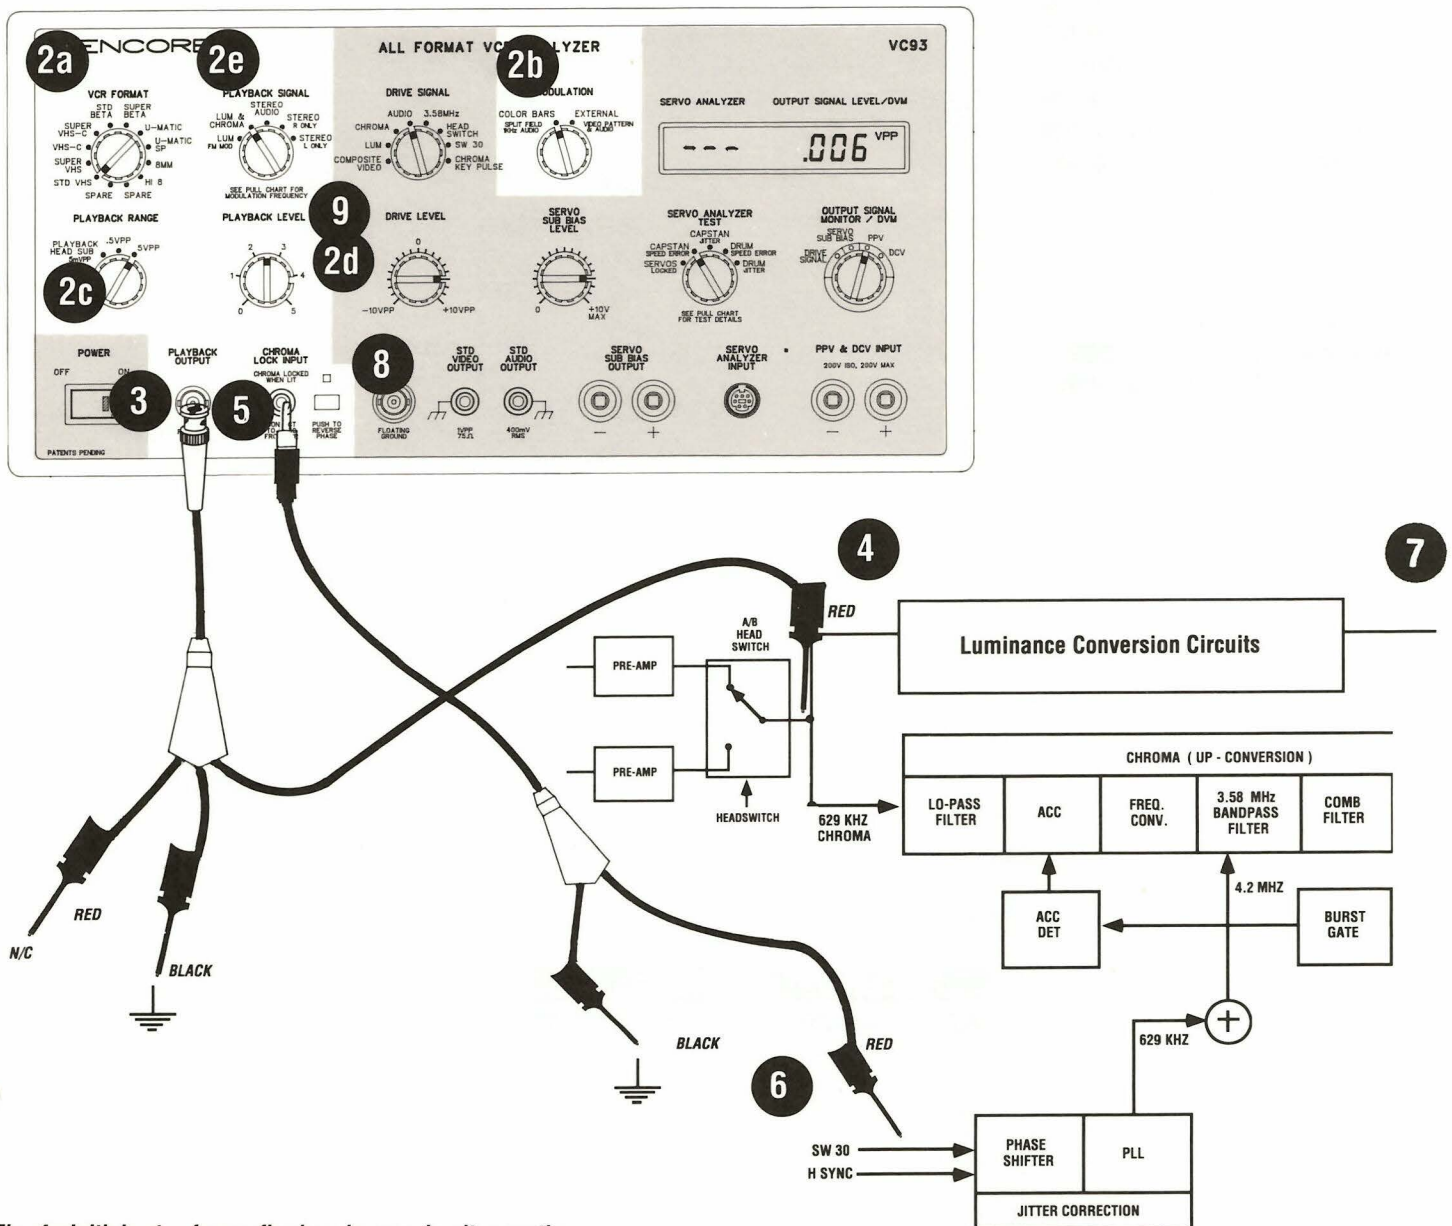 2a
ENCORE
2e
ALL FORMAT VC
LYZER
2b
VC93
VCR FORMAT
STD BETA
SUPER BETA
SUPER VHS-C
U-MATIC
VHS-C
U-MATIC SP
SUPER VHS
8MM
STD VHS
HI 8
SPARE
SPARE
PLAYBACK SIGNAL
STEREO AUDIO
LUM & CHROMA
STEREO R ONLY
LUM FM MOD
STEREO L ONLY
SEE PULL CHART FOR
MODULATION FREQUENCY
DRIVE SIGNAL
AUDIO
3.58MHz
CHROMA
HEAD SWITCH
LUM
SW 30
COMPOSITE VIDEO
CHROMA KEY PULSE
ODULATION
COLOR BARS
SPLIT FIELD
1KHz AUDIO
EXTERNAL
VIDEO PATTERN
& AUDIO
SERVO ANALYZER
OUTPUT SIGNAL LEVEL/DVM
--- .006 VPP
PLAYBACK RANGE
PLAYBACK HEAD SUB
5mVPP
.5VPP
5VPP
2c
PLAYBACK LEVEL
0 1 2 3 4 5
9
2d
DRIVE LEVEL
0
-10VPP
+10VPP
SERVO
SUB BIAS
LEVEL
0
+10V
MAX
SERVO ANALYZER
TEST
CAPSTAN
JITTER
CAPSTAN
SPEED ERROR
DRUM
SPEED ERROR
SERVOS
LOCKED
DRUM
JITTER
SEE PULL CHART
FOR TEST DETAILS
OUTPUT SIGNAL
MONITOR / DVM
SERVO
SUB BIAS
PPV
DRIVE
SIGNAL
DCV
POWER
OFF
ON
3
PATENTS PENDING
PLAYBACK
OUTPUT
5
CHROMA
LOCK INPUT
CHROMA LOCKED
WHEN LIT
PUSH TO
REVERSE
PHASE
8
FLOATING
GROUND
STD
VIDEO
OUTPUT
1VPP
75Ω
STD
AUDIO
OUTPUT
400mV
RMS
SERVO
SUB BIAS
OUTPUT
−
+
SERVO
ANALYZER
INPUT
PPV & DCV INPUT
200V ISO, 200V MAX
−
+
4
7
RED
A/B
HEAD
SWITCH
PRE-AMP
PRE-AMP
HEADSWITCH
Luminance Conversion Circuits
629 KHZ
CHROMA
CHROMA ( UP - CONVERSION )
LO-PASS
FILTER
ACC
FREQ.
CONV.
3.58 MHz
BANDPASS
FILTER
COMB
FILTER
4.2 MHZ
ACC
DET
BURST
GATE
RED
N/C
BLACK
BLACK
RED
6
629 KHZ
+
SW 30
H SYNC
PHASE
SHIFTER
PLL
JITTER CORRECTION